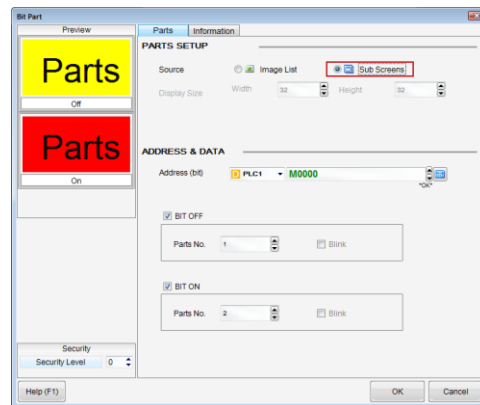 Bit Part
Preview
Parts
Off
Parts
On
Security
Security Level 0
Parts Information
PARTS SETUP
Source Image List Sub Screens
Display Size Width 32 Height 32
ADDRESS & DATA
Address (bit) PLC1 M0000
"OK"
BIT OFF
Parts No. 1 Blink
BIT ON
Parts No. 2 Blink
Help (F1) OK Cancel